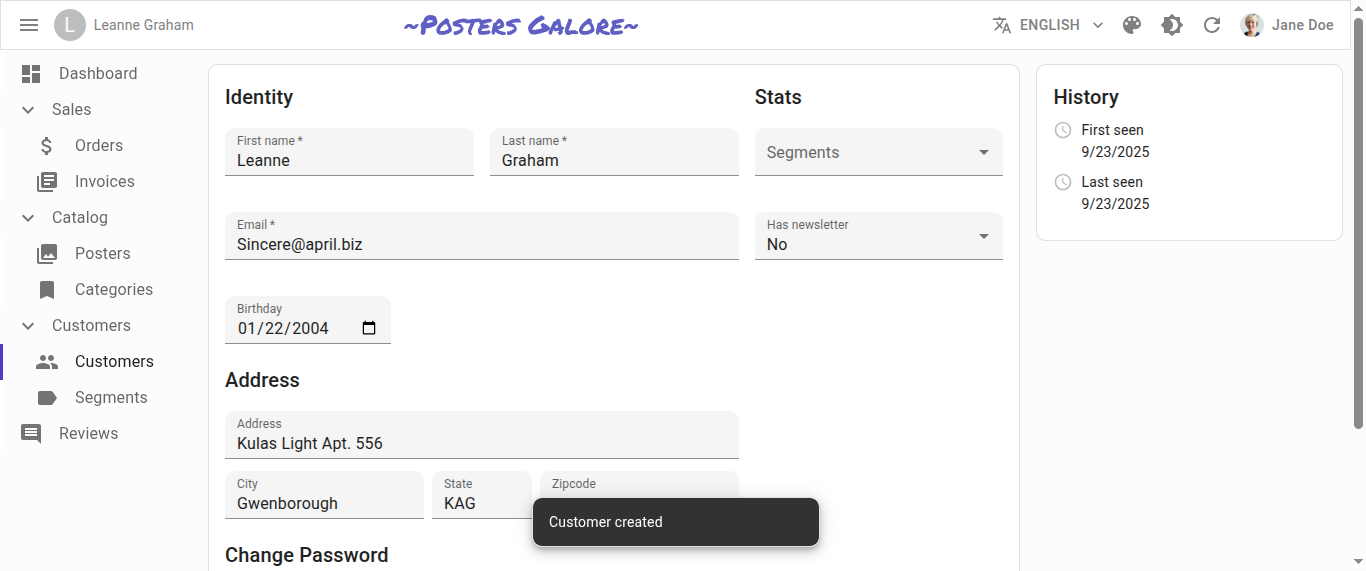 L Leanne Graham
~Posters Galore~
ENGLISH
Jane Doe
Dashboard
Sales
Orders
Invoices
Catalog
Posters
Categories
Customers
Customers
Segments
Reviews
Identity
First name *
Leanne
Last name *
Graham
Email *
Sincere@april.biz
Birthday
01/22/2004
Stats
Segments
Has newsletter
No
Address
Address
Kulas Light Apt. 556
City
Gwenborough
State
KAG
Zipcode
Customer created
Change Password
History
First seen
9/23/2025
Last seen
9/23/2025